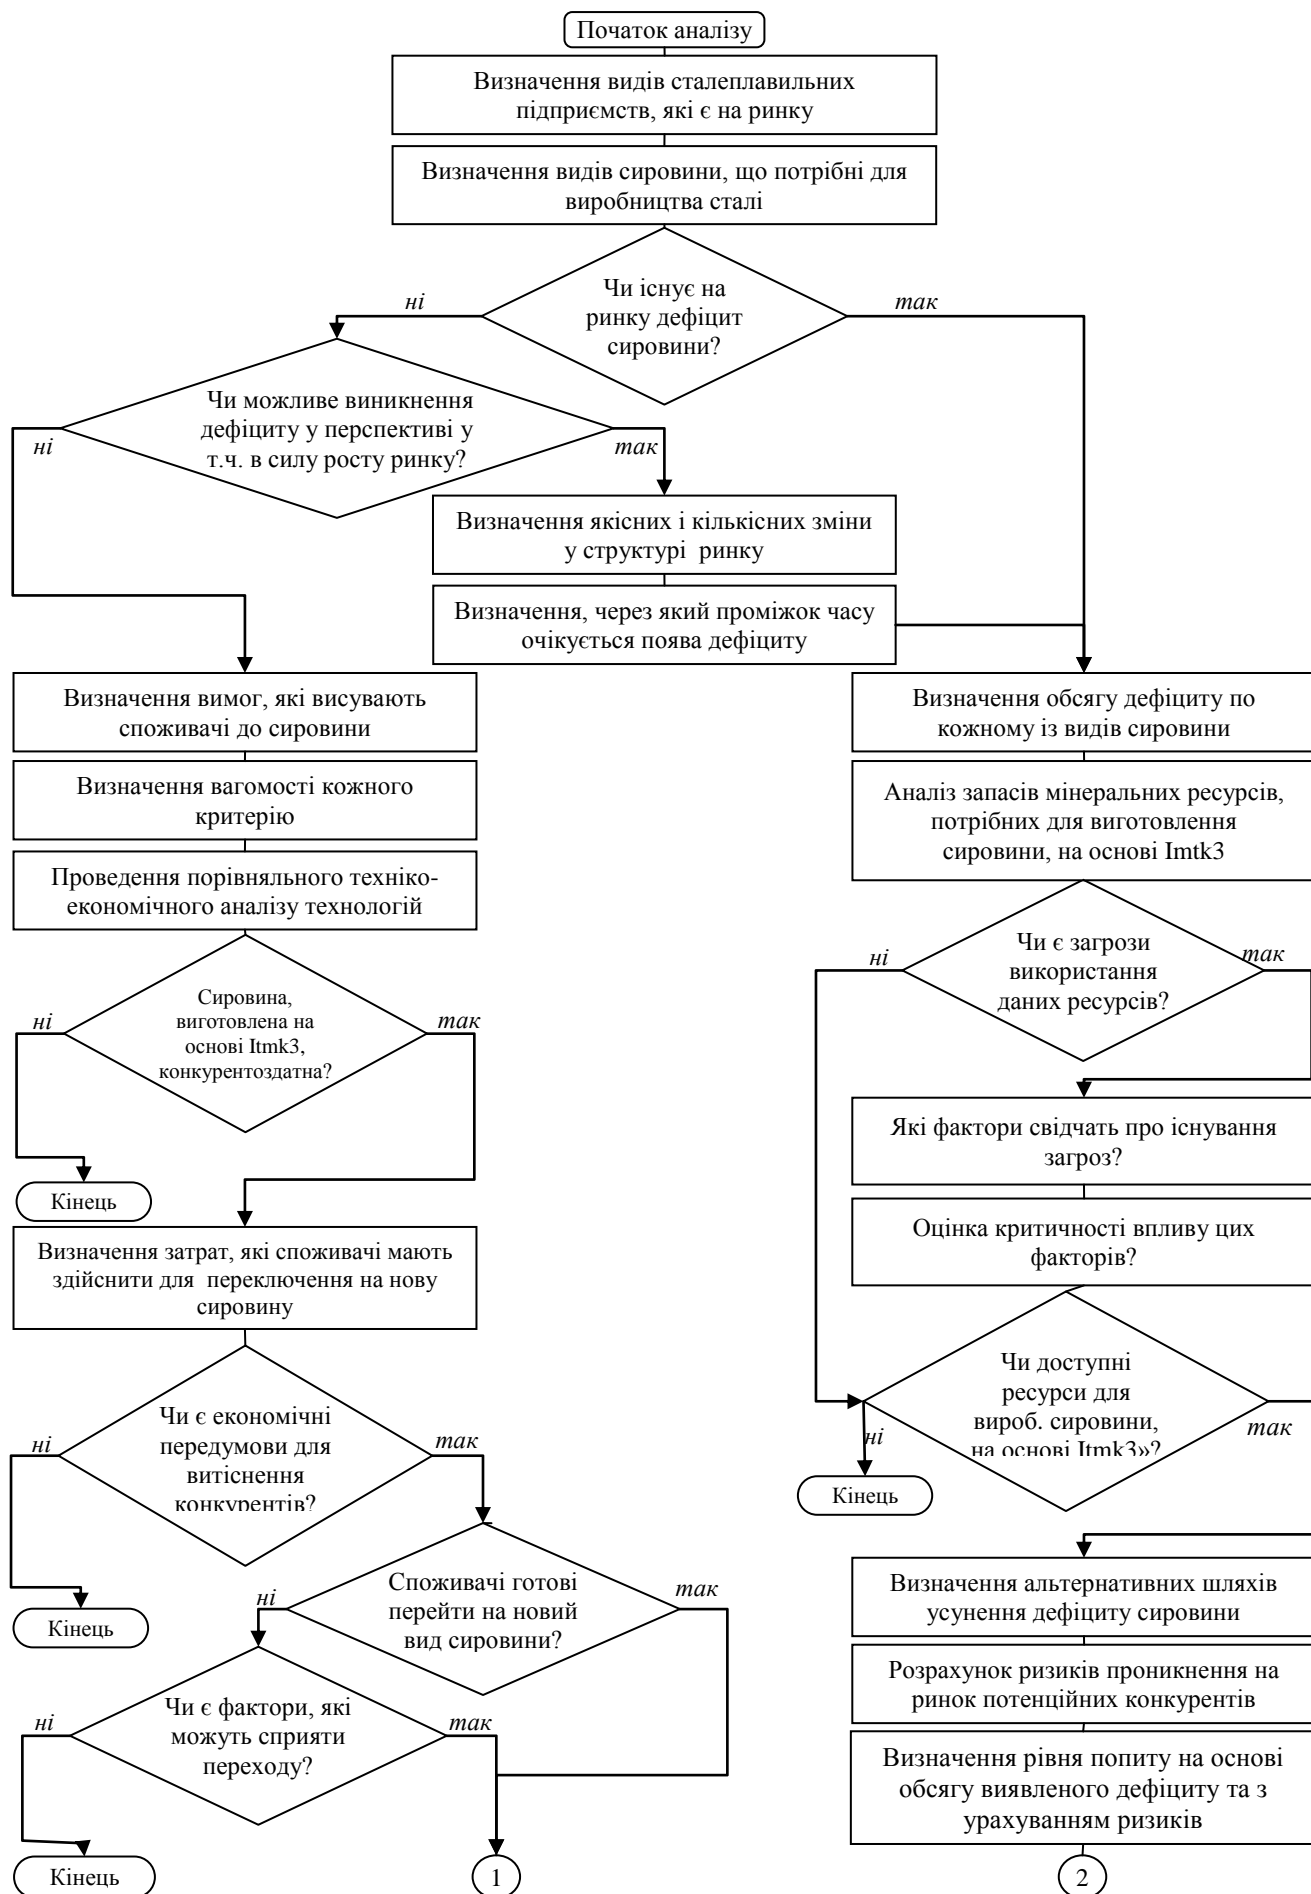 Початок аналізу
Визначення видів сталеплавильних
підприємств, які є на ринку
Визначення видів сировини, що потрібні для
виробництва сталі
Чи існує на
ринку дефіцит
сировини?
ні
так
Чи можливе виникнення
дефіциту у перспективі у
т.ч. в силу росту ринку?
ні
так
Визначення якісних і кількісних зміни
у структурі ринку
Визначення, через який проміжок часу
очікується поява дефіциту
Визначення вимог, які висувають
споживачі до сировини
Визначення вагомості кожного
критерію
Проведення порівняльного техніко-
економічного аналізу технологій
Сировина,
виготовлена на
основі Itmk3,
конкурентоздатна?
ні
так
Кінець
Визначення затрат, які споживачі мають
здійснити для переключення на нову
сировину
Чи є економічні
передумови для
витіснення
конкурентів?
ні
так
Кінець
Споживачі готові
перейти на новий
вид сировини?
ні
так
Чи є фактори, які
можуть сприяти
переходу?
ні
так
Кінець
1
Визначення обсягу дефіциту по
кожному із видів сировини
Аналіз запасів мінеральних ресурсів,
потрібних для виготовлення
сировини, на основі Imtk3
Чи є загрози
використання
даних ресурсів?
ні
так
Які фактори свідчать про існування
загроз?
Оцінка критичності впливу цих
факторів?
Чи доступні
ресурси для
вироб. сировини,
на основі Itmk3»?
ні
так
Кінець
Визначення альтернативних шляхів
усунення дефіциту сировини
Розрахунок ризиків проникнення на
ринок потенційних конкурентів
Визначення рівня попиту на основі
обсягу виявленого дефіциту та з
урахуванням ризиків
2